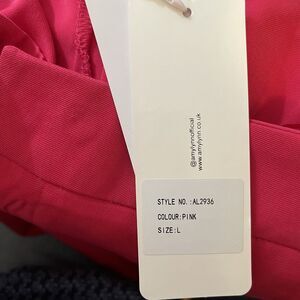 @amylynnofficial
www.amylynn.co.uk
STYLE NO.:AL2936
COLOUR:PINK
SIZE:L